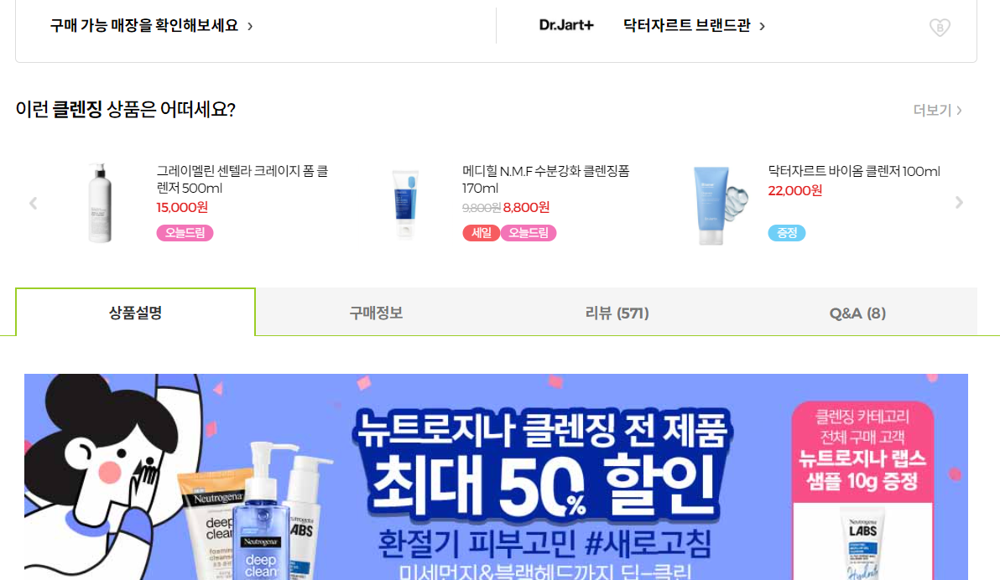 구매 가능 매장을 확인해보세요 >
Dr.Jart+ 닥터자르트 브랜드관 >
이런 클렌징 상품은 어떠세요?
더보기 >
그레이멜린 센텔라 크레이지 폼 클
렌저 500ml
15,000원
오늘드림
메디힐 N.M.F 수분강화 클렌징폼
170ml
9,800원 8,800원
세일 오늘드림
닥터자르트 바이옴 클렌저 100ml
22,000원
증정
상품설명
구매정보
리뷰 (571)
Q&A (8)
뉴트로지나 클렌징 전 제품
최대 50% 할인
환절기 피부고민 #새로고침
미세먼지&블랙헤드까지 딥-클린
클렌징 카테고리
전체 구매 고객
뉴트로지나 랩스
샘플 10g 증정
Neutrogena
deep
clean
foaming
cleanser
Neutrogena
deep
clean
Neutrogena
LABS
Neutrogena
LABS
Hydrat